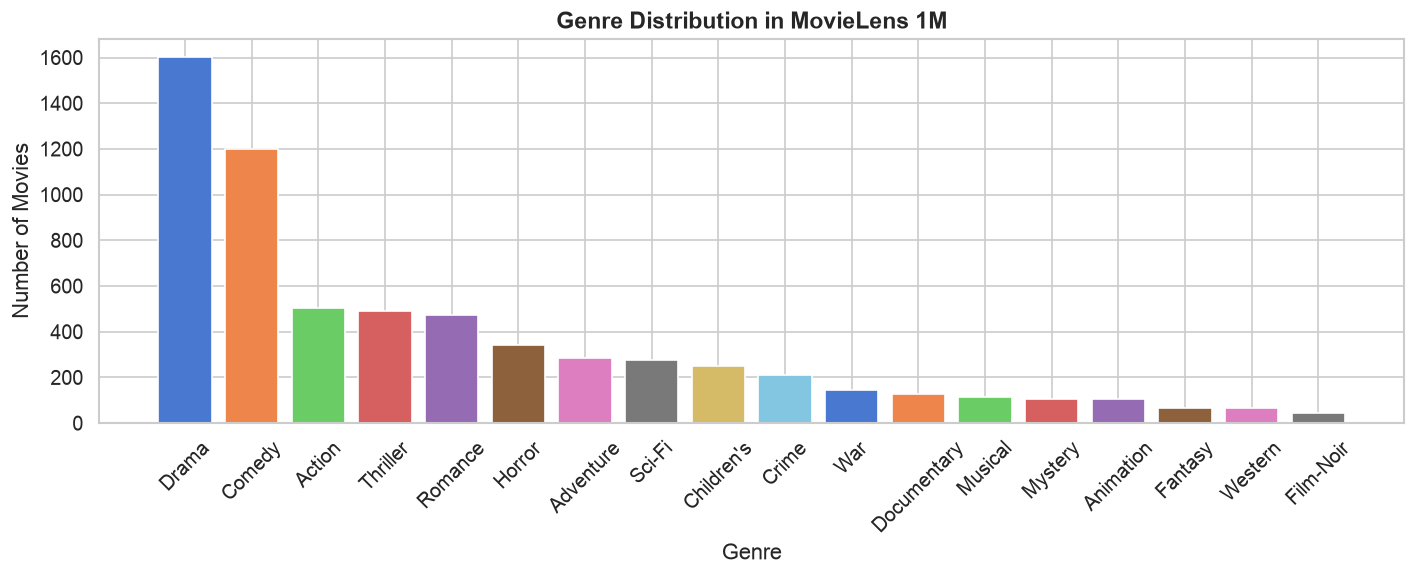 Genre Distribution in MovieLens 1M
Number of Movies
1600
1400
1200
1000
800
600
400
200
0
Drama
Comedy
Action
Thriller
Romance
Horror
Adventure
Sci-Fi
Children's
Crime
War
Documentary
Musical
Mystery
Animation
Fantasy
Western
Film-Noir
Genre